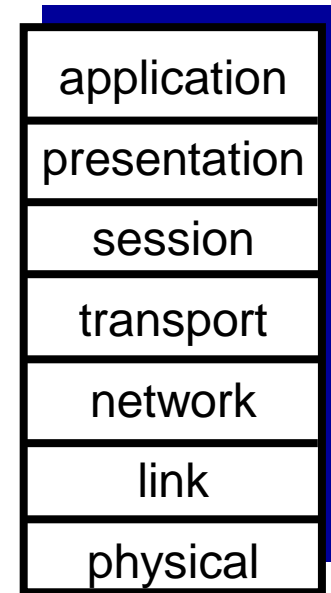 application
presentation
session
transport
network
link
physical